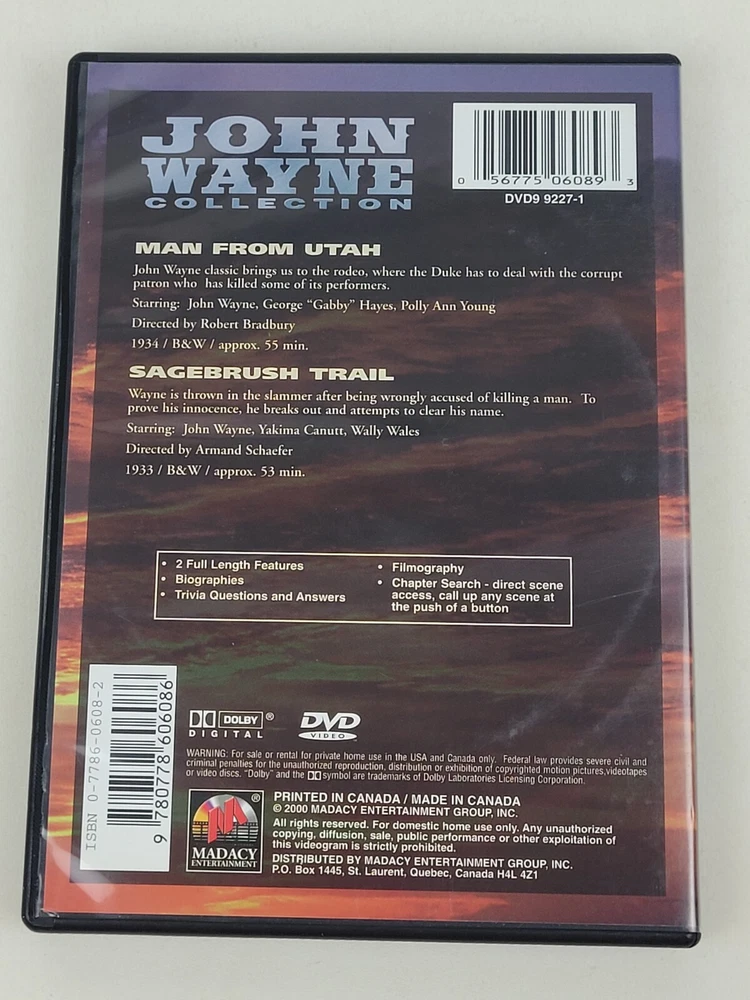 JOHN
WAYNE
COLLECTION
0 56775 06089 3
DVD9 9227-1
MAN FROM UTAH
John Wayne classic brings us to the rodeo, where the Duke has to deal with the corrupt
patron who has killed some of its performers.
Starring: John Wayne, George "Gabby" Hayes, Polly Ann Young
Directed by Robert Bradbury
1934 / B&W / approx. 55 min.
SAGEBRUSH TRAIL
Wayne is thrown in the slammer after being wrongly accused of killing a man. To
prove his innocence, he breaks out and attempts to clear his name.
Starring: John Wayne, Yakima Canutt, Wally Wales
Directed by Armand Schaefer
1933 / B&W / approx. 53 min.
• 2 Full Length Features
• Biographies
• Trivia Questions and Answers
• Filmography
• Chapter Search - direct scene
access, call up any scene at
the push of a button
ISBN 0-7786-0608-2
9 780778 606086
DOLBY®
DIGITAL
DVD
VIDEO
WARNING: For sale or rental for private home use in the USA and Canada only. Federal law provides severe civil and
criminal penalties for the unauthorized reproduction, distribution or exhibition of copyrighted motion pictures,videotapes
or video discs. "Dolby" and the symbol are trademarks of Dolby Laboratories Licensing Corporation.
®
MADACY
ENTERTAINMENT
PRINTED IN CANADA / MADE IN CANADA
© 2000 MADACY ENTERTAINMENT GROUP, INC.
All rights reserved. For domestic home use only. Any unauthorized
copying, diffusion, sale, public performance or other exploitation of
this videogram is strictly prohibited.
DISTRIBUTED BY MADACY ENTERTAINMENT GROUP, INC.
P.O. Box 1445, St. Laurent, Quebec, Canada H4L 4Z1